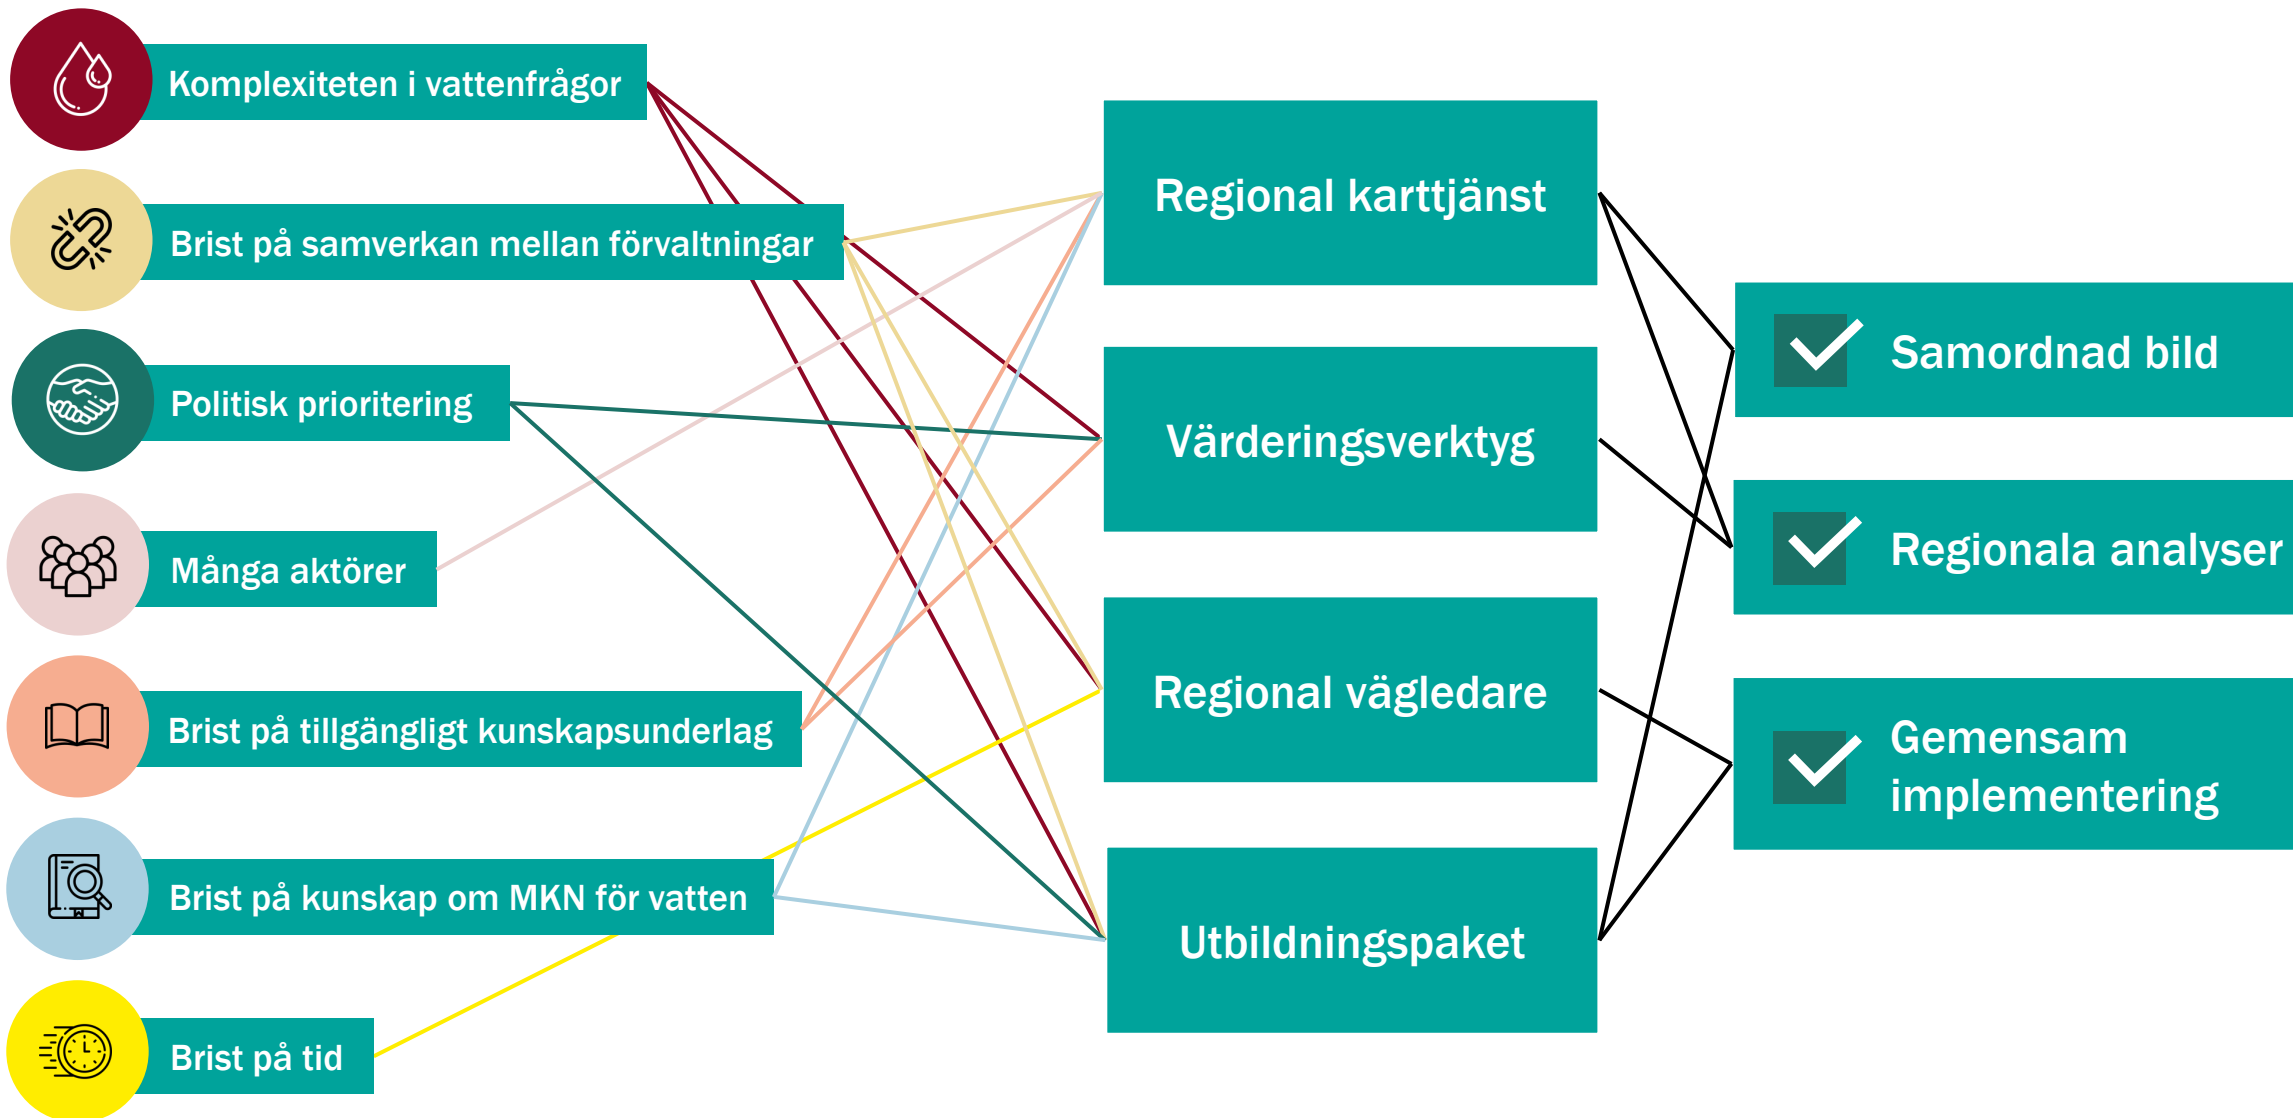 Komplexiteten i vattenfrågor
Brist på samverkan mellan förvaltningar
Politisk prioritering
Många aktörer
Brist på tillgängligt kunskapsunderlag
Brist på kunskap om MKN för vatten
Brist på tid
Regional karttjänst
Värderingsverktyg
Regional vägledare
Utbildningspaket
Samordnad bild
Regionala analyser
Gemensam
implementering